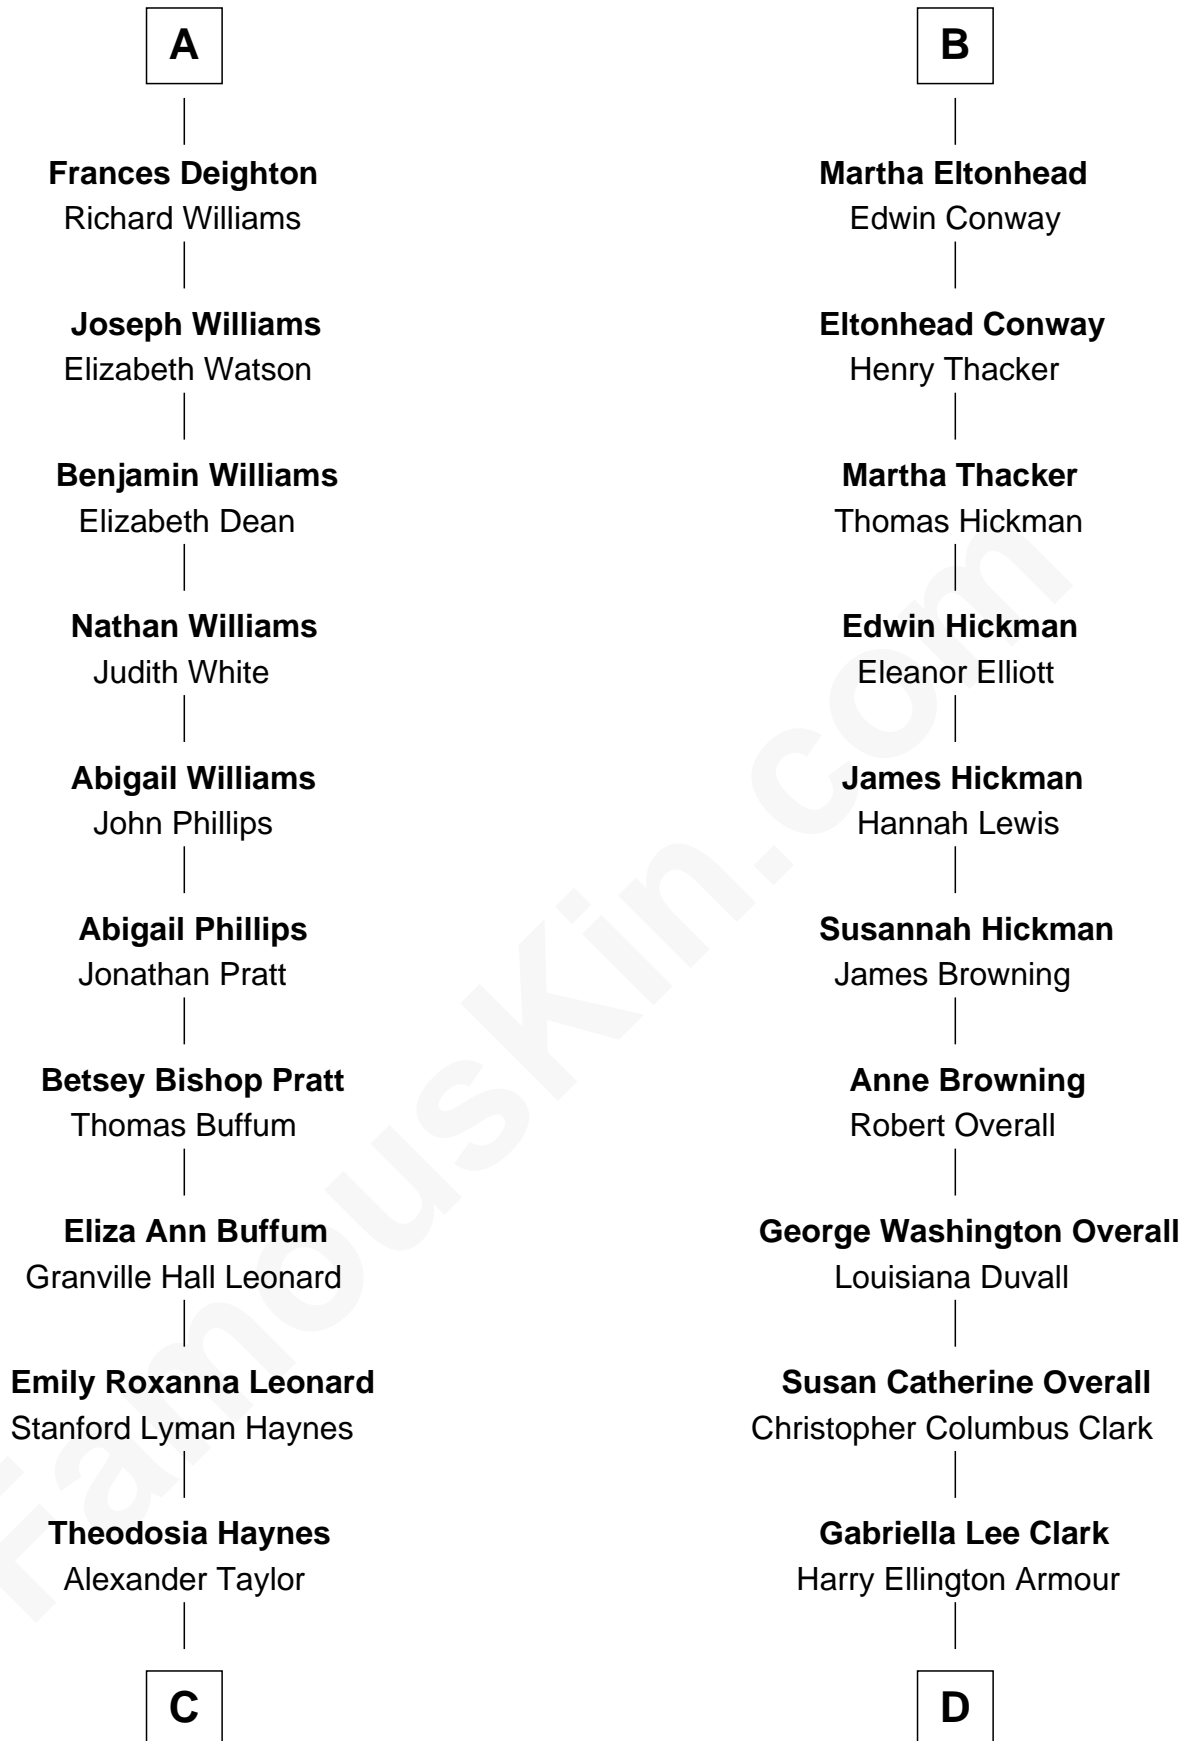 A
Frances Deighton
Richard Williams
Joseph Williams
Elizabeth Watson
Benjamin Williams
Elizabeth Dean
Nathan Williams
Judith White
Abigail Williams
John Phillips
Abigail Phillips
Jonathan Pratt
Betsey Bishop Pratt
Thomas Buffum
Eliza Ann Buffum
Granville Hall Leonard
Emily Roxanna Leonard
Stanford Lyman Haynes
Theodosia Haynes
Alexander Taylor
C
B
Martha Eltonhead
Edwin Conway
Eltonhead Conway
Henry Thacker
Martha Thacker
Thomas Hickman
Edwin Hickman
Eleanor Elliott
James Hickman
Hannah Lewis
Susannah Hickman
James Browning
Anne Browning
Robert Overall
George Washington Overall
Louisiana Duvall
Susan Catherine Overall
Christopher Columbus Clark
Gabriella Lee Clark
Harry Ellington Armour
D
FamousKin.com